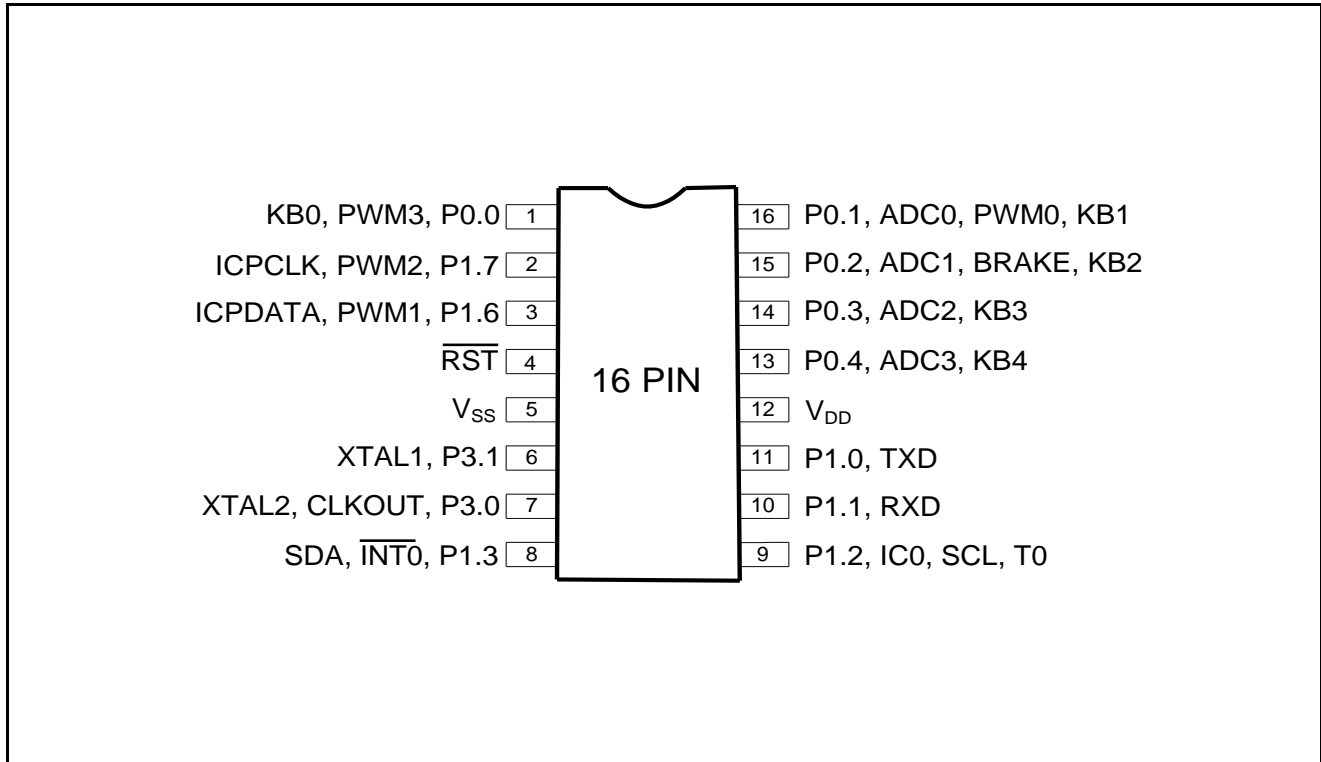 KB0, PWM3, P0.0 1 16 P0.1, ADC0, PWM0, KB1
ICPCLK, PWM2, P1.7 2 15 P0.2, ADC1, BRAKE, KB2
ICPDATA, PWM1, P1.6 3 14 P0.3, ADC2, KB3
R̅S̅T̅ 4 13 P0.4, ADC3, KB4
16 PIN
VSS 5 12 VDD
XTAL1, P3.1 6 11 P1.0, TXD
XTAL2, CLKOUT, P3.0 7 10 P1.1, RXD
SDA, I̅N̅T̅0̅, P1.3 8 9 P1.2, IC0, SCL, T0